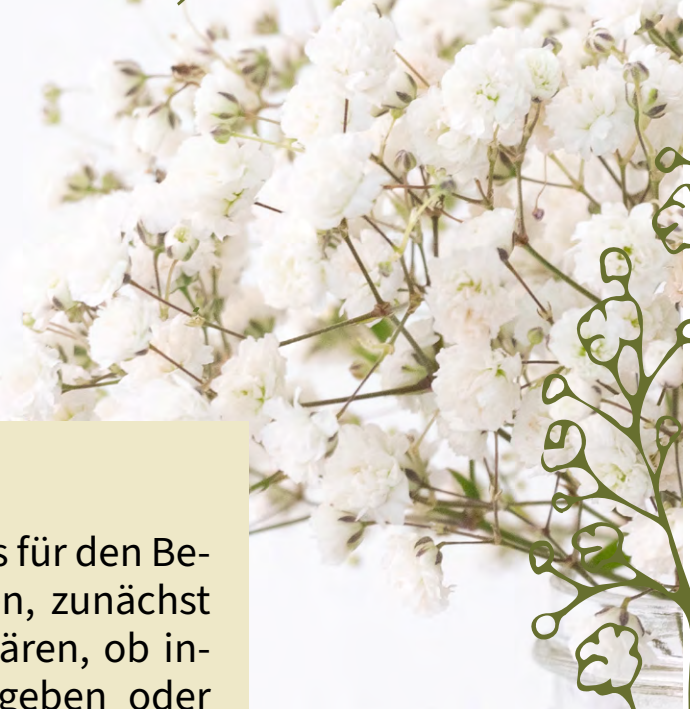 s für den Be-
n, zunächst
ären, ob in-
geben oder